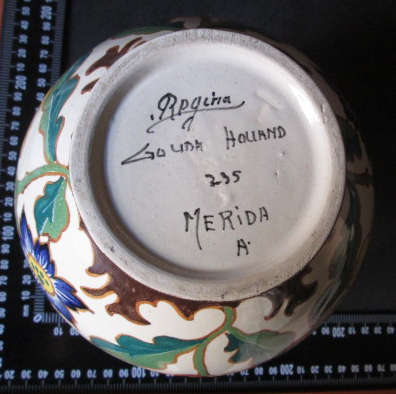 Regina
GOUDA HOLLAND
235
MERIDA
A.